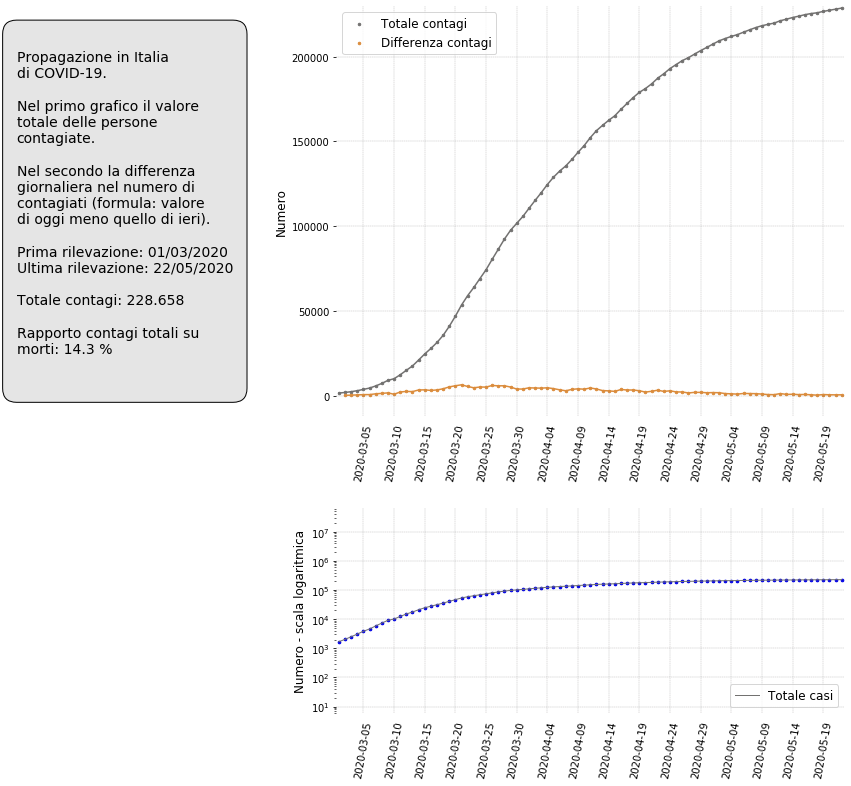 Propagazione in Italia
di COVID-19.
Nel primo grafico il valore
totale delle persone
contagiate.
Nel secondo la differenza
giornaliera nel numero di
contagiati (formula: valore
di oggi meno quello di ieri).
Prima rilevazione: 01/03/2020
Ultima rilevazione: 22/05/2020
Totale contagi: 228.658
Rapporto contagi totali su
morti: 14.3 %
Totale contagi
Differenza contagi
Numero
200000
150000
100000
50000
0
2020-03-05
2020-03-10
2020-03-15
2020-03-20
2020-03-25
2020-03-30
2020-04-04
2020-04-09
2020-04-14
2020-04-19
2020-04-24
2020-04-29
2020-05-04
2020-05-09
2020-05-14
2020-05-19
Numero - scala logaritmica
10⁷
10⁶
10⁵
10⁴
10³
10²
10¹
Totale casi
2020-03-05
2020-03-10
2020-03-15
2020-03-20
2020-03-25
2020-03-30
2020-04-04
2020-04-09
2020-04-14
2020-04-19
2020-04-24
2020-04-29
2020-05-04
2020-05-09
2020-05-14
2020-05-19